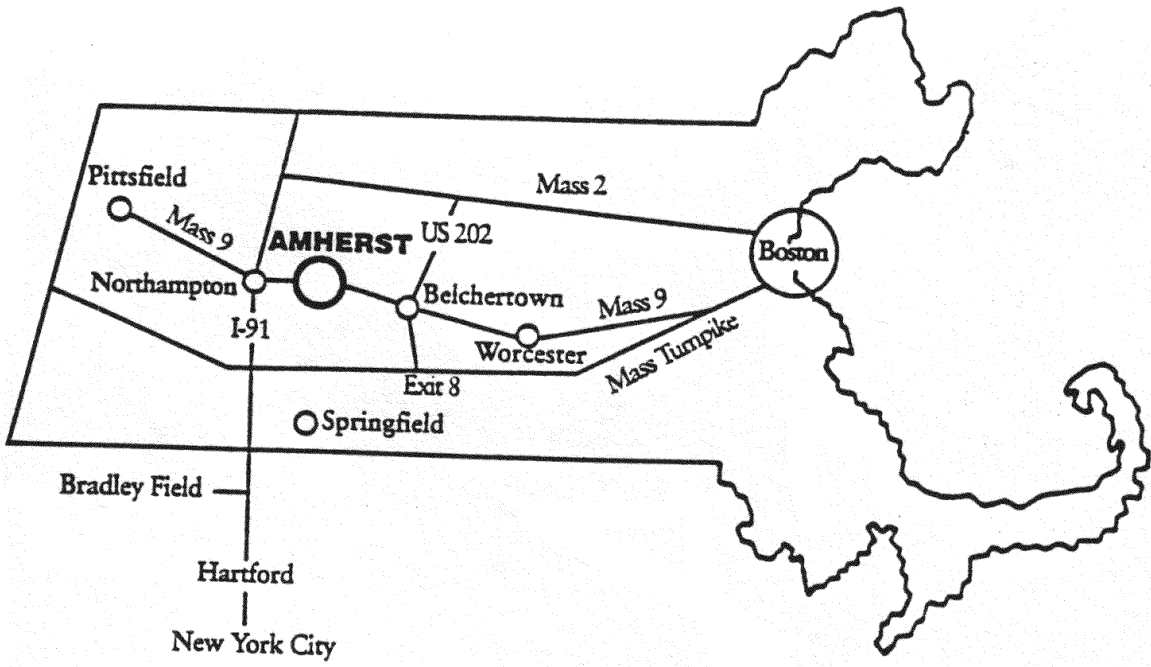 Pittsfield
Mass 2
Mass 9
AMHERST
US 202
Boston
Northampton
Belchertown
Mass 9
I-91
Worcester
Mass Turnpike
Exit 8
Springfield
Bradley Field
Hartford
New York City